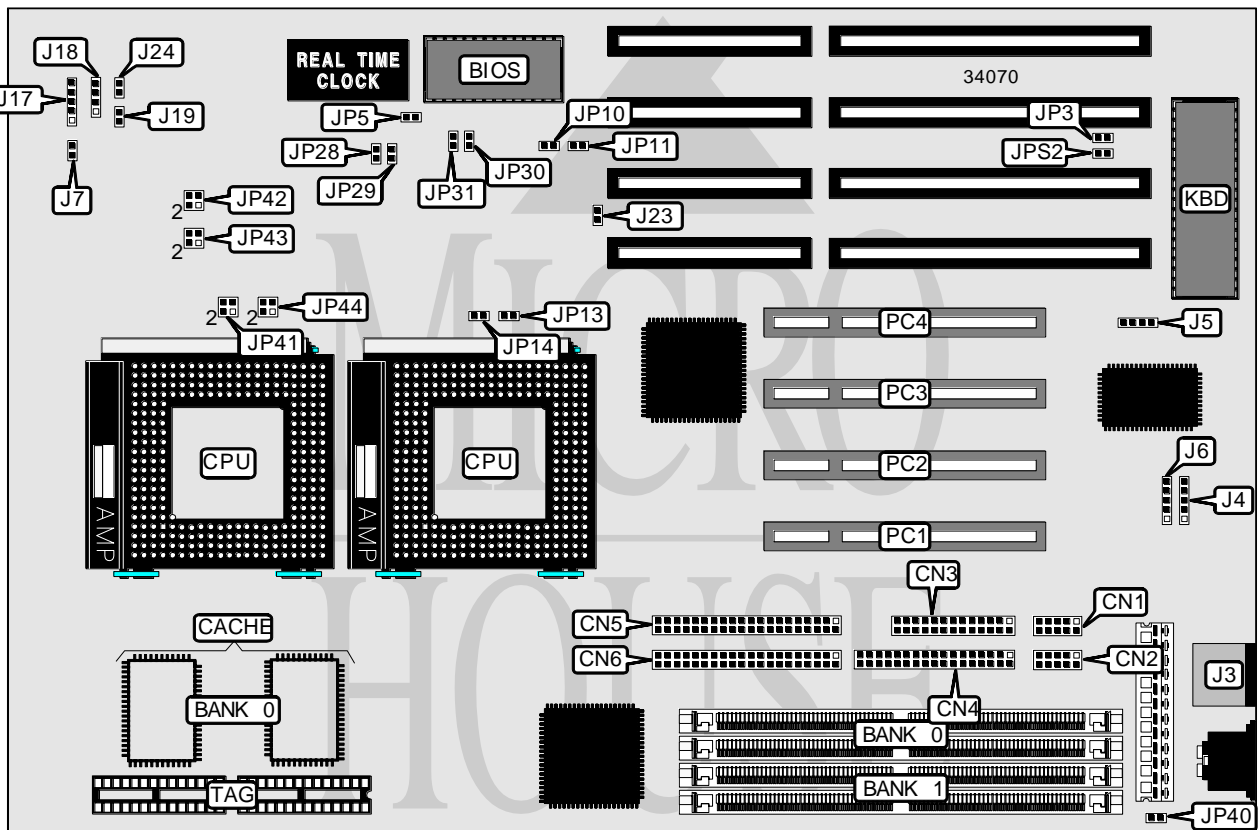 J18
J24
REAL TIME
CLOCK
BIOS
34070
J17
J19
JP5
JP10
JP3
JP11
JPS2
JP28
JP29
JP31
JP30
J7
JP42
2
J23
KBD
JP43
2
JP44
2
2
JP41
JP13
JP14
PC4
J5
MICRO
PC3
CPU
CPU
PC2
J6
J4
AMP
AMP
PC1
HOUSE
CN3
CN1
CACHE
CN5
CN6
CN2
J3
BANK 0
CN4
BANK 0
TAG
BANK 1
JP40